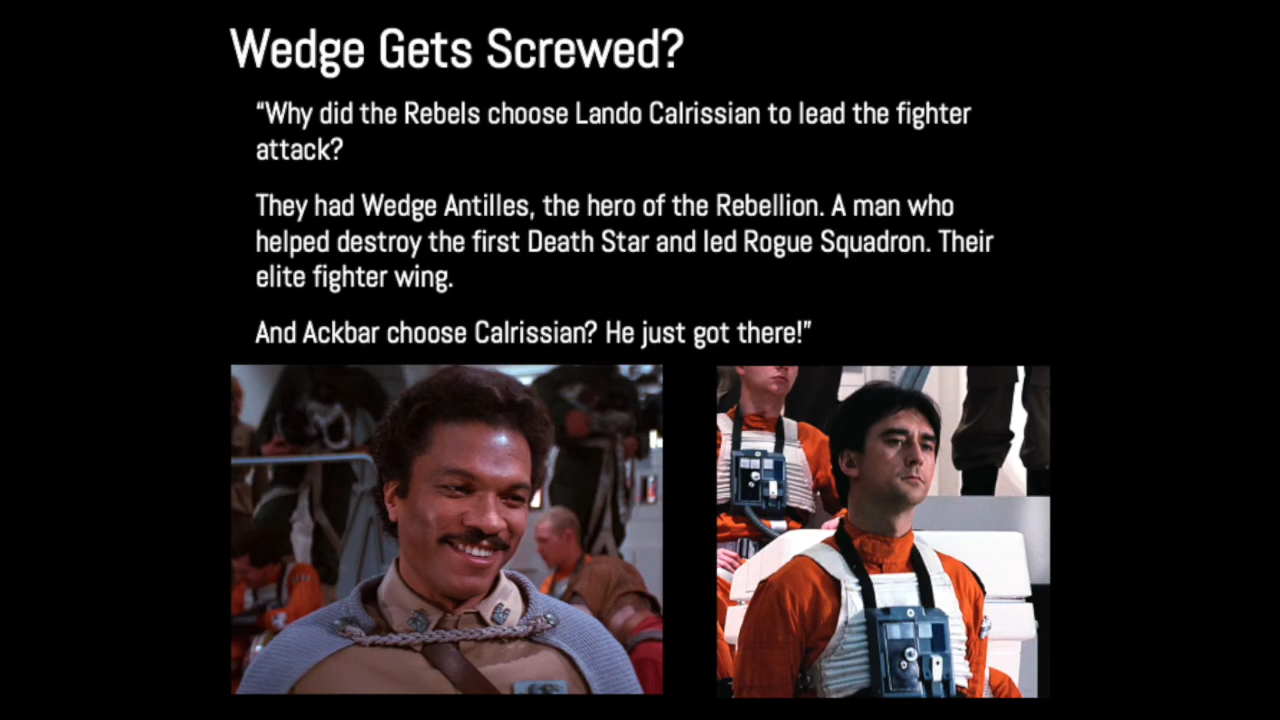 Wedge Gets Screwed?
“Why did the Rebels choose Lando Calrissian to lead the fighter
attack?
They had Wedge Antilles, the hero of the Rebellion. A man who
helped destroy the first Death Star and led Rogue Squadron. Their
elite fighter wing.
And Ackbar choose Calrissian? He just got there!”